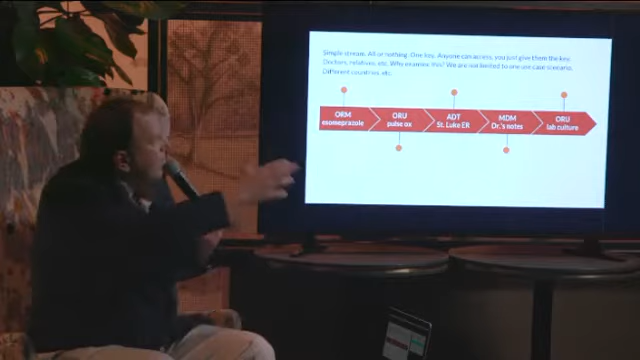 Simple stream. All or nothing. One key. Anyone can access, you just give them the key.
Doctors, relatives, etc. Why examine this? We are not limited to one use case streams.
Different countries, etc.
ORM
esomeprazole
ORU
pulse ox
ADT
St. Luke ER
MDM
Dr.'s notes
ORU
lab culture